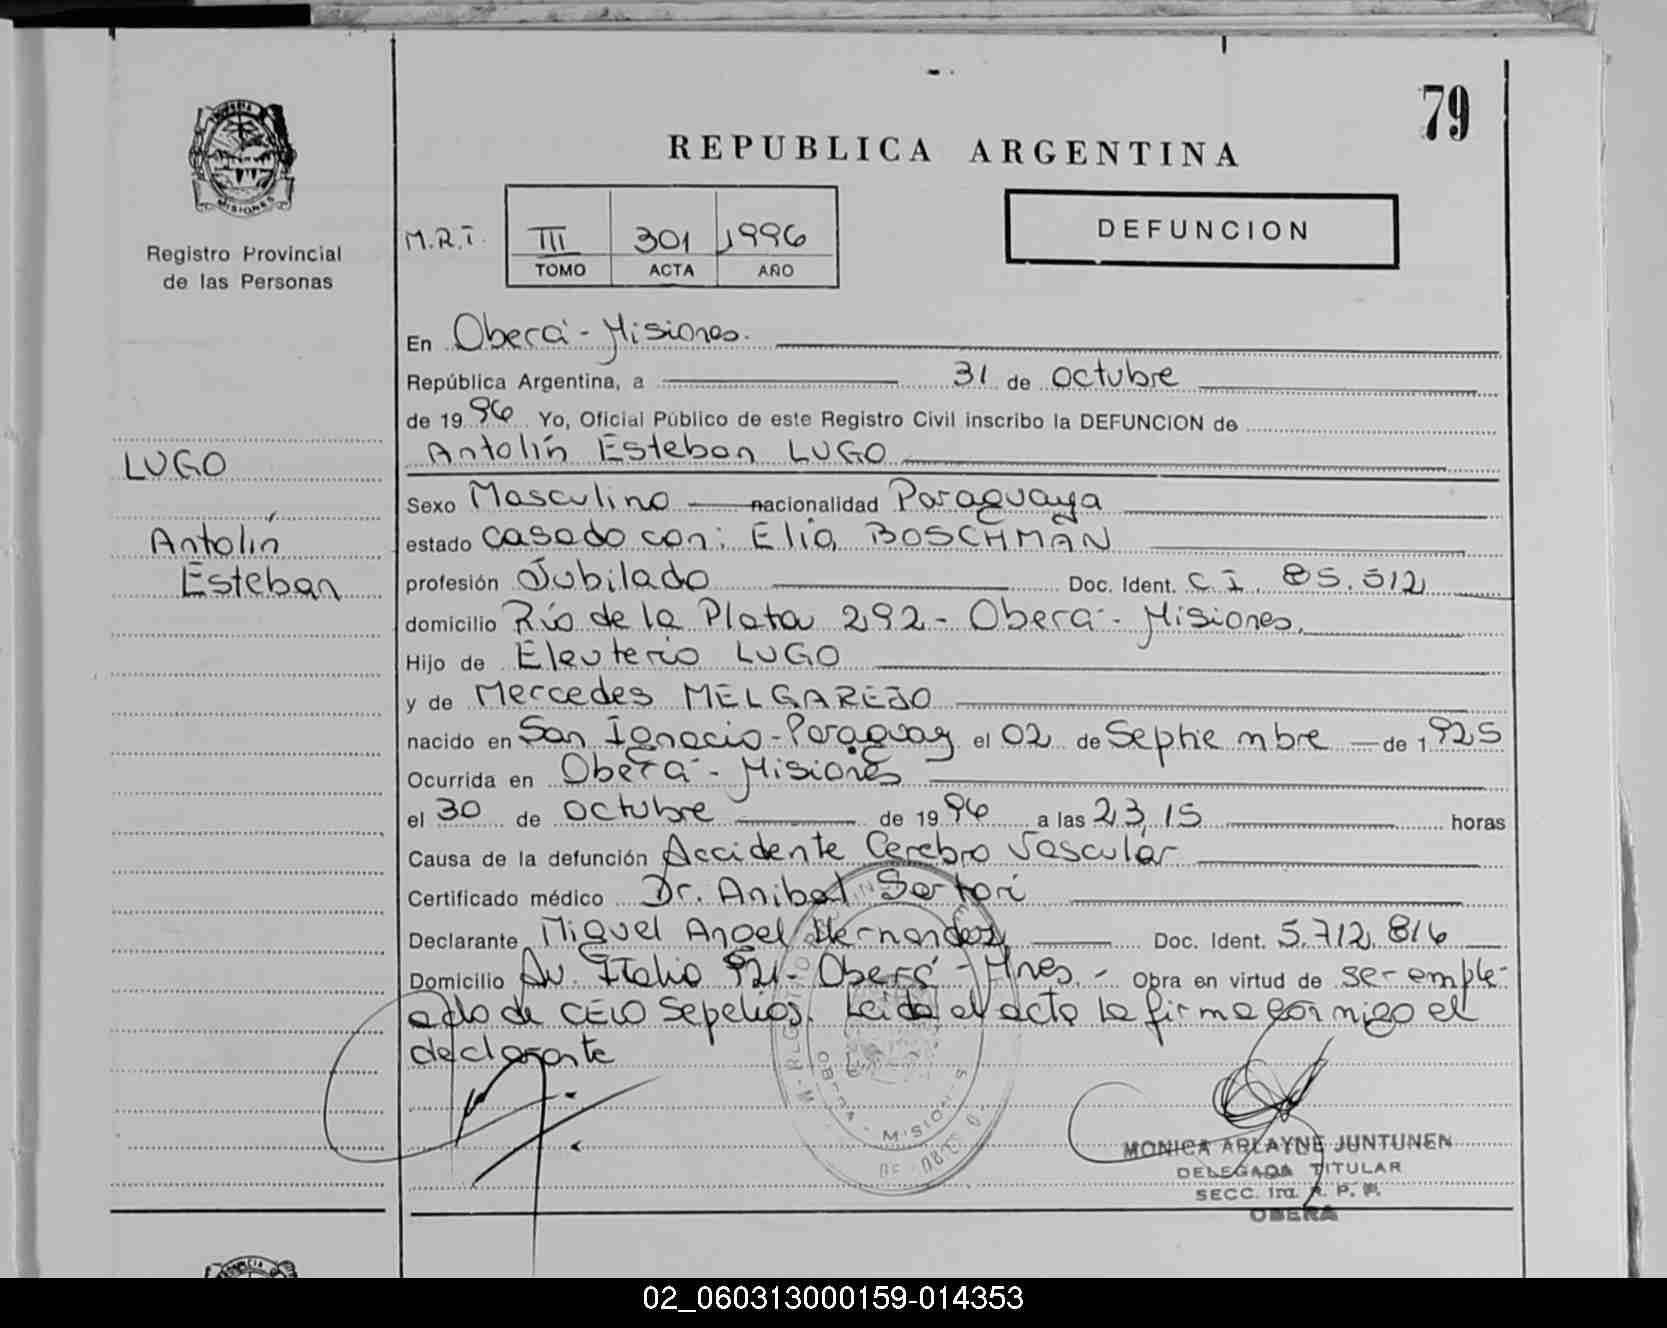 79
REPUBLICA ARGENTINA
PROVINCIA
MISIONES
Registro Provincial
de las Personas
M.R.I. III 301 1996
TOMO ACTA AÑO
DEFUNCION
En Oberá - Misiones.
República Argentina, a 31 de octubre
de 1996 Yo, Oficial Público de este Registro Civil inscribo la DEFUNCION de
Antolín Esteban LUGO
LUGO
Antolín
Esteban
Sexo Masculino nacionalidad Paraguaya
estado casado con: Elia BOSCHMAN
profesión Jubilado Doc. Ident. C.I. 85.512
domicilio Río de la Plata 292 - Oberá - Misiones.
Hijo de Eleuterio LUGO
y de Mercedes MELGAREJO
nacido en San Ignacio - Paraguay el 02 de Septiembre de 1925
Ocurrida en Oberá - Misiones
el 30 de octubre de 1996 a las 23,15 horas
Causa de la defunción Accidente Cerebro Vascular
Certificado médico Dr. Anibal Sartori
Declarante Miguel Angel Hernandez Doc. Ident. 5.712.816
Domicilio Av. Italia 921 - Oberá - Mnes. - Obra en virtud de ser emple-
ado de CELO Sepelios. Leida el acta la firma conmigo el
declarante
OBERA - MISIONES
MONICA ARLAYNE JUNTUNEN
DELEGADA TITULAR
SECC. 1ra. R. P. P.
OBERA
02_060313000159-014353